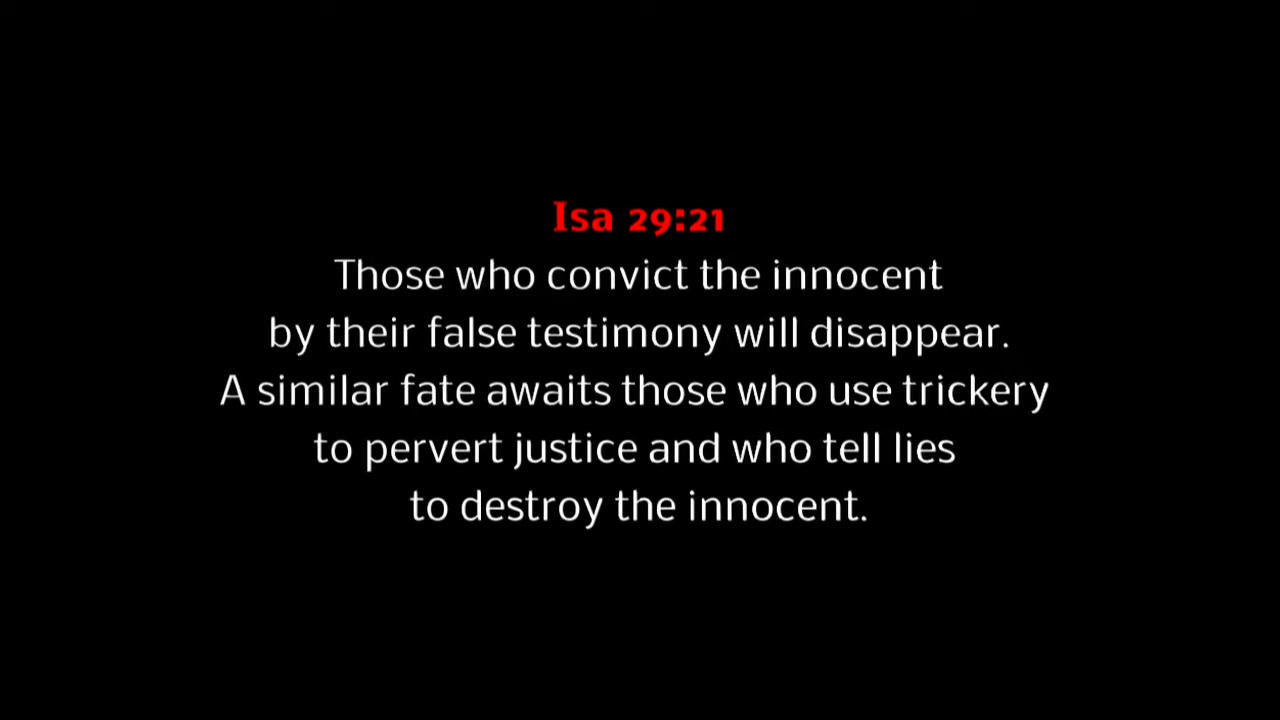 Isa 29:21
Those who convict the innocent
by their false testimony will disappear.
A similar fate awaits those who use trickery
to pervert justice and who tell lies
to destroy the innocent.